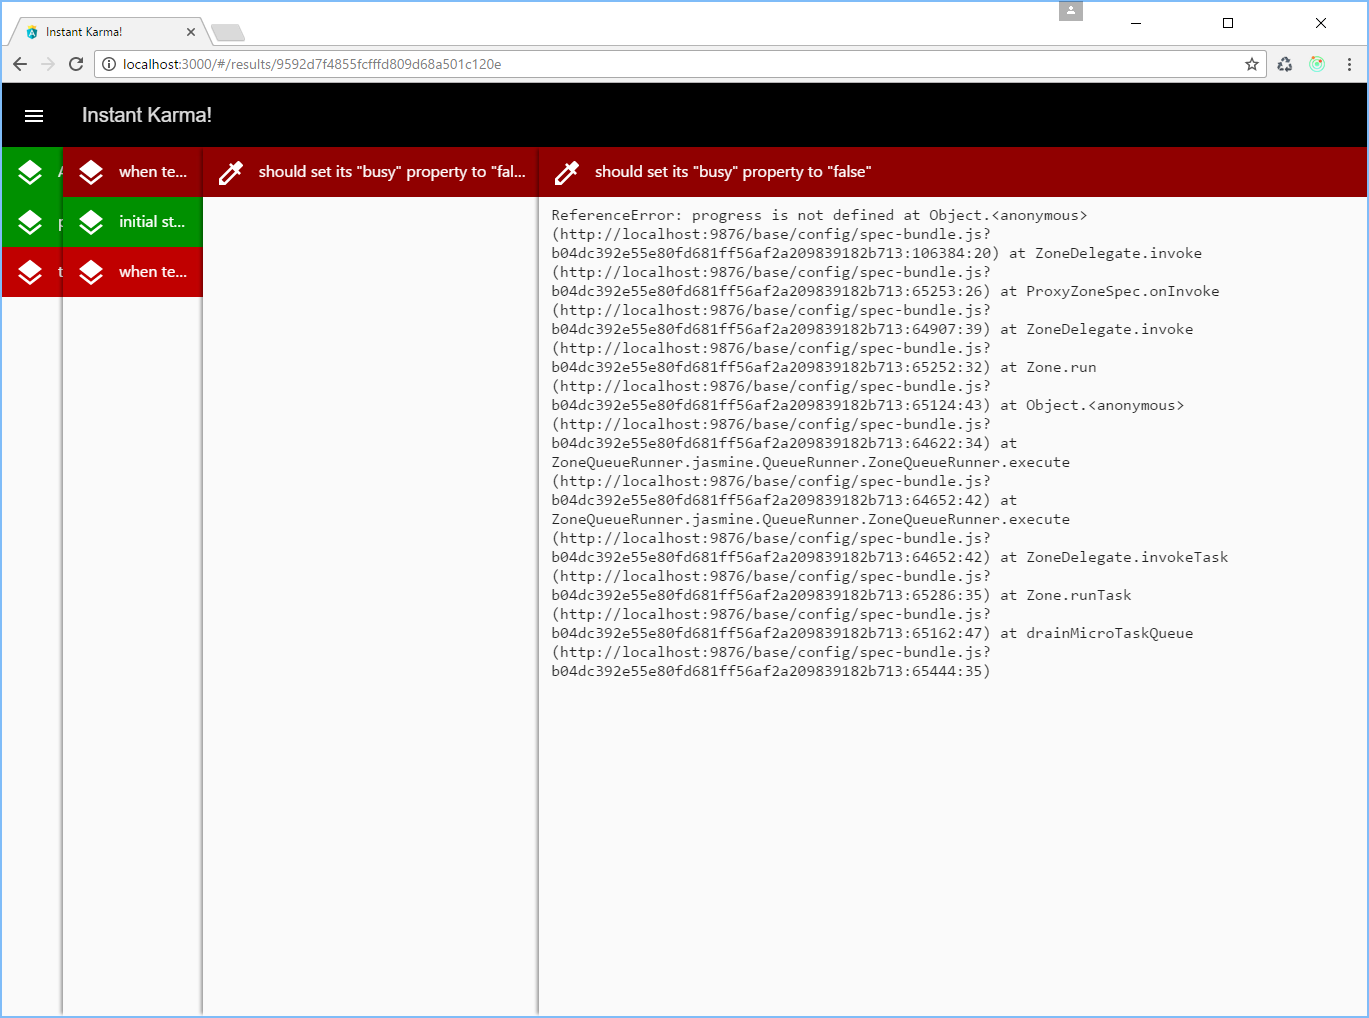 Instant Karma!
localhost:3000/#/results/9592d7f4855fcfffd809d68a501c120e
Instant Karma!
when te...
initial st...
when te...
should set its "busy" property to "fal...
should set its "busy" property to "false"
ReferenceError: progress is not defined at Object.<anonymous>
(http://localhost:9876/base/config/spec-bundle.js?
b04dc392e55e80fd681ff56af2a209839182b713:106384:20) at ZoneDelegate.invoke
(http://localhost:9876/base/config/spec-bundle.js?
b04dc392e55e80fd681ff56af2a209839182b713:65253:26) at ProxyZoneSpec.onInvoke
(http://localhost:9876/base/config/spec-bundle.js?
b04dc392e55e80fd681ff56af2a209839182b713:64907:39) at ZoneDelegate.invoke
(http://localhost:9876/base/config/spec-bundle.js?
b04dc392e55e80fd681ff56af2a209839182b713:65252:32) at Zone.run
(http://localhost:9876/base/config/spec-bundle.js?
b04dc392e55e80fd681ff56af2a209839182b713:65124:43) at Object.<anonymous>
(http://localhost:9876/base/config/spec-bundle.js?
b04dc392e55e80fd681ff56af2a209839182b713:64622:34) at
ZoneQueueRunner.jasmine.QueueRunner.ZoneQueueRunner.execute
(http://localhost:9876/base/config/spec-bundle.js?
b04dc392e55e80fd681ff56af2a209839182b713:64652:42) at
ZoneQueueRunner.jasmine.QueueRunner.ZoneQueueRunner.execute
(http://localhost:9876/base/config/spec-bundle.js?
b04dc392e55e80fd681ff56af2a209839182b713:64652:42) at ZoneDelegate.invokeTask
(http://localhost:9876/base/config/spec-bundle.js?
b04dc392e55e80fd681ff56af2a209839182b713:65286:35) at Zone.runTask
(http://localhost:9876/base/config/spec-bundle.js?
b04dc392e55e80fd681ff56af2a209839182b713:65162:47) at drainMicroTaskQueue
(http://localhost:9876/base/config/spec-bundle.js?
b04dc392e55e80fd681ff56af2a209839182b713:65444:35)